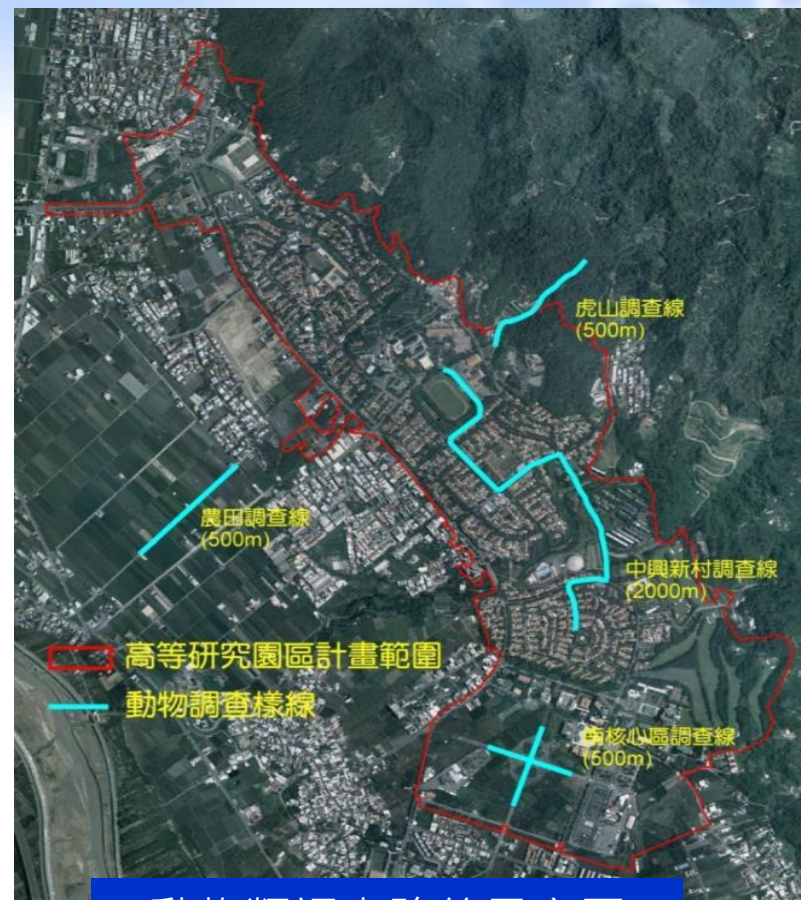 虎山調查線
(500m)
農田調查線
(500m)
中興新村調查線
(2000m)
高等研究園區計畫範圍
動物調查樣線
南核心區調查線
(500m)